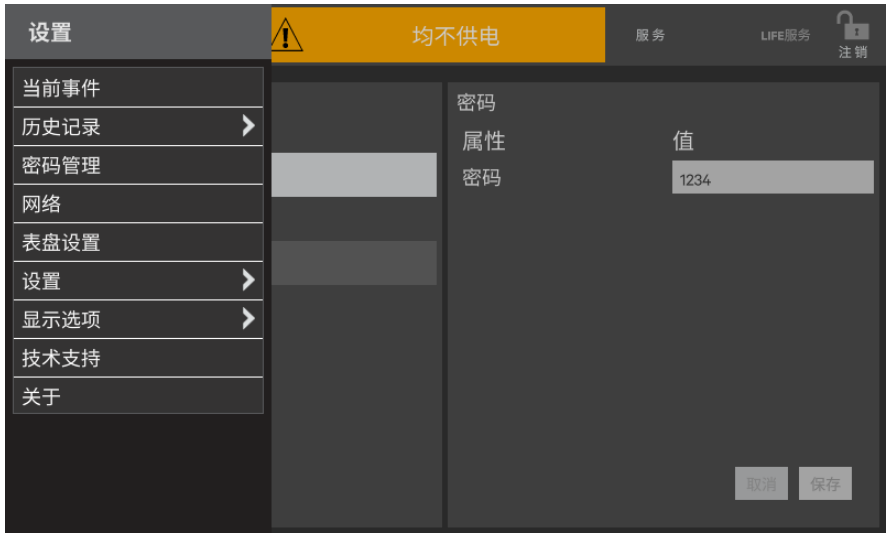 设置
均不供电
服务
LIFE服务
1
注销
当前事件
历史记录
密码管理
网络
表盘设置
设置
显示选项
技术支持
关于
密码
属性 值
密码 1234
取消 保存